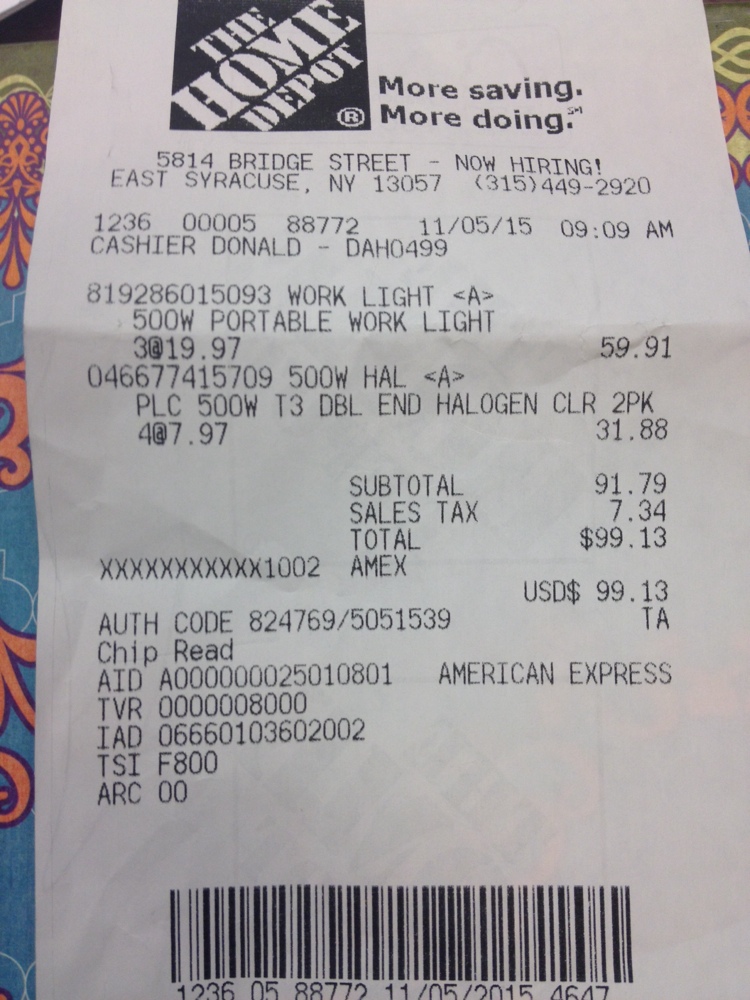 THE
HOME
DEPOT
®
More saving.
More doing.℠
5814 BRIDGE STREET - NOW HIRING!
EAST SYRACUSE, NY 13057 (315)449-2920
1236 00005 88772 11/05/15 09:09 AM
CASHIER DONALD - DAH0499
819286015093 WORK LIGHT <A>
500W PORTABLE WORK LIGHT
3@19.97 59.91
046677415709 500W HAL <A>
PLC 500W T3 DBL END HALOGEN CLR 2PK
4@7.97 31.88
SUBTOTAL 91.79
SALES TAX 7.34
TOTAL $99.13
XXXXXXXXXXX1002 AMEX
USD$ 99.13
AUTH CODE 824769/5051539 TA
Chip Read
AID A000000025010801 AMERICAN EXPRESS
TVR 0000008000
IAD 06660103602002
TSI F800
ARC 00
1236 05 88772 11/05/2015 4647